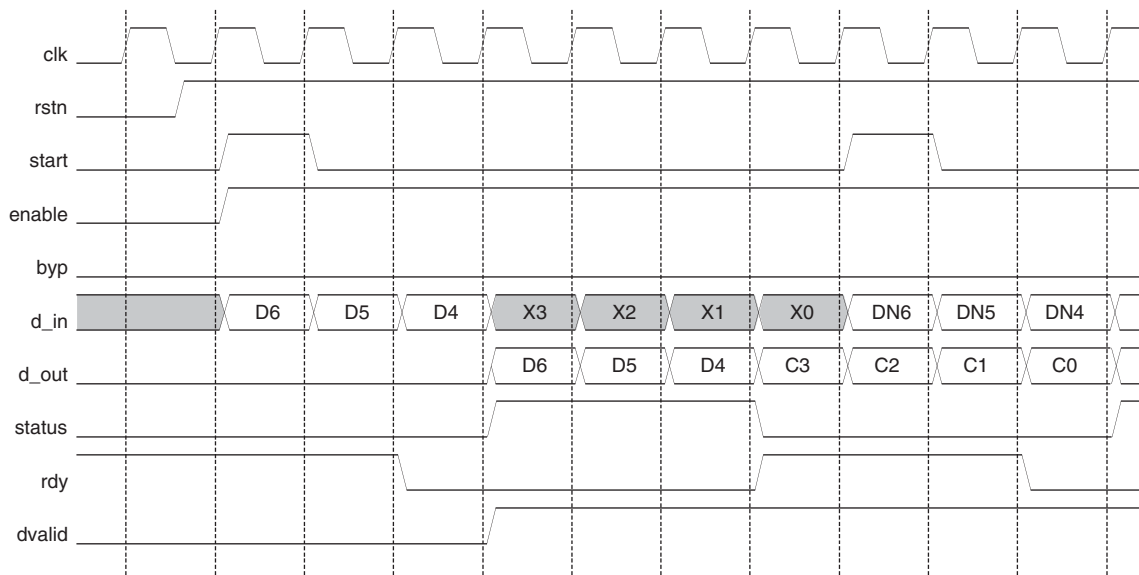 clk
rstn
start
enable
byp
d_in D6 D5 D4 X3 X2 X1 X0 DN6 DN5 DN4
d_out D6 D5 D4 C3 C2 C1 C0
status
rdy
dvalid